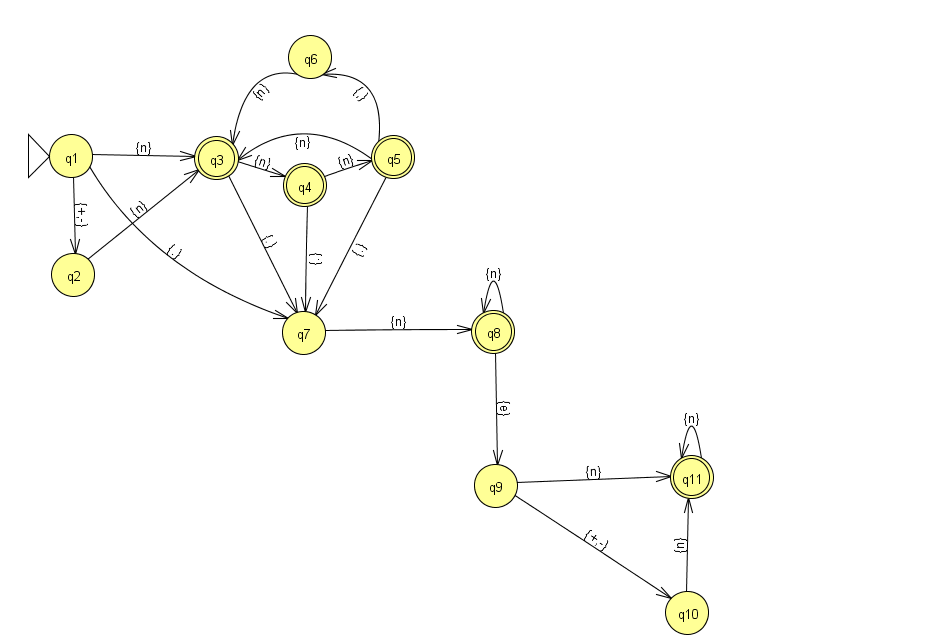 q6
{n}
{,}
{n}
{n}
q1
q3
{n}
{n}
q5
q4
{+,-}
{n}
{.}
{.}
{.}
{.}
q2
{n}
{n}
q7
q8
{e}
{n}
{n}
q9
q11
{+,-}
{n}
q10